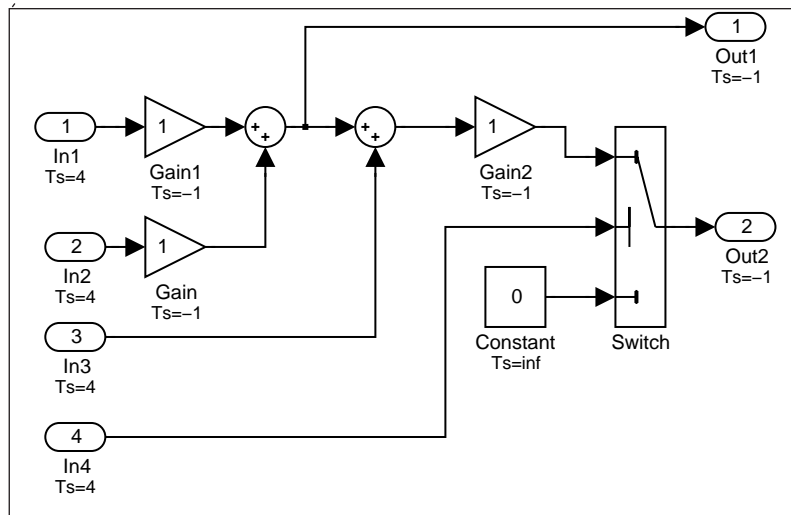 1
Out1
Ts=−1
1
In1
Ts=4
1
Gain1
Ts=−1
+
+
+
+
1
Gain2
Ts=−1
2
In2
Ts=4
1
Gain
Ts=−1
2
Out2
Ts=−1
0
Constant
Ts=inf
Switch
3
In3
Ts=4
4
In4
Ts=4